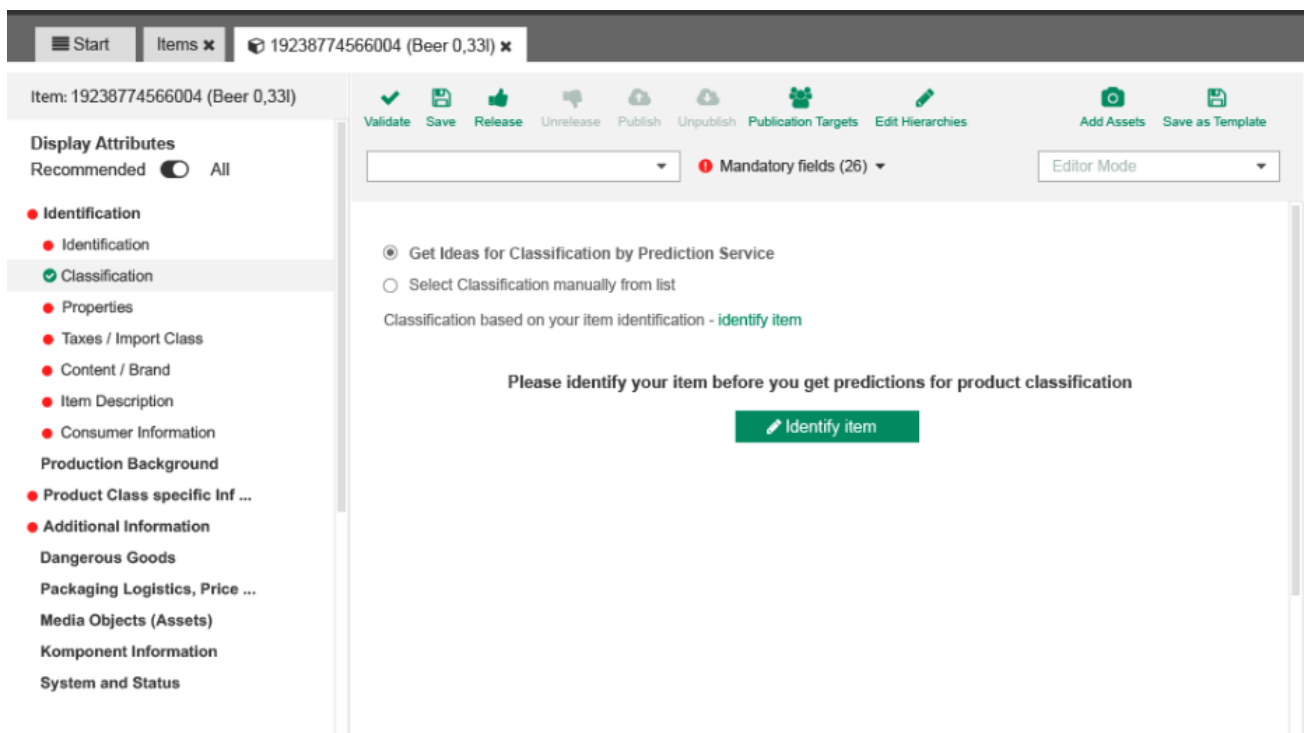 Start
Items
19238774566004 (Beer 0,33l)
Item: 19238774566004 (Beer 0,33l)
Validate Save Release Unrelease Publish Unpublish Publication Targets Edit Hierarchies Add Assets Save as Template
Display Attributes
Recommended All
Mandatory fields (26)
Editor Mode
Identification
Identification
Classification
Properties
Taxes / Import Class
Content / Brand
Item Description
Consumer Information
Production Background
Product Class specific Inf ...
Additional Information
Dangerous Goods
Packaging Logistics, Price ...
Media Objects (Assets)
Komponent Information
System and Status
Get Ideas for Classification by Prediction Service
Select Classification manually from list
Classification based on your item identification - identify item
Please identify your item before you get predictions for product classification
Identify item